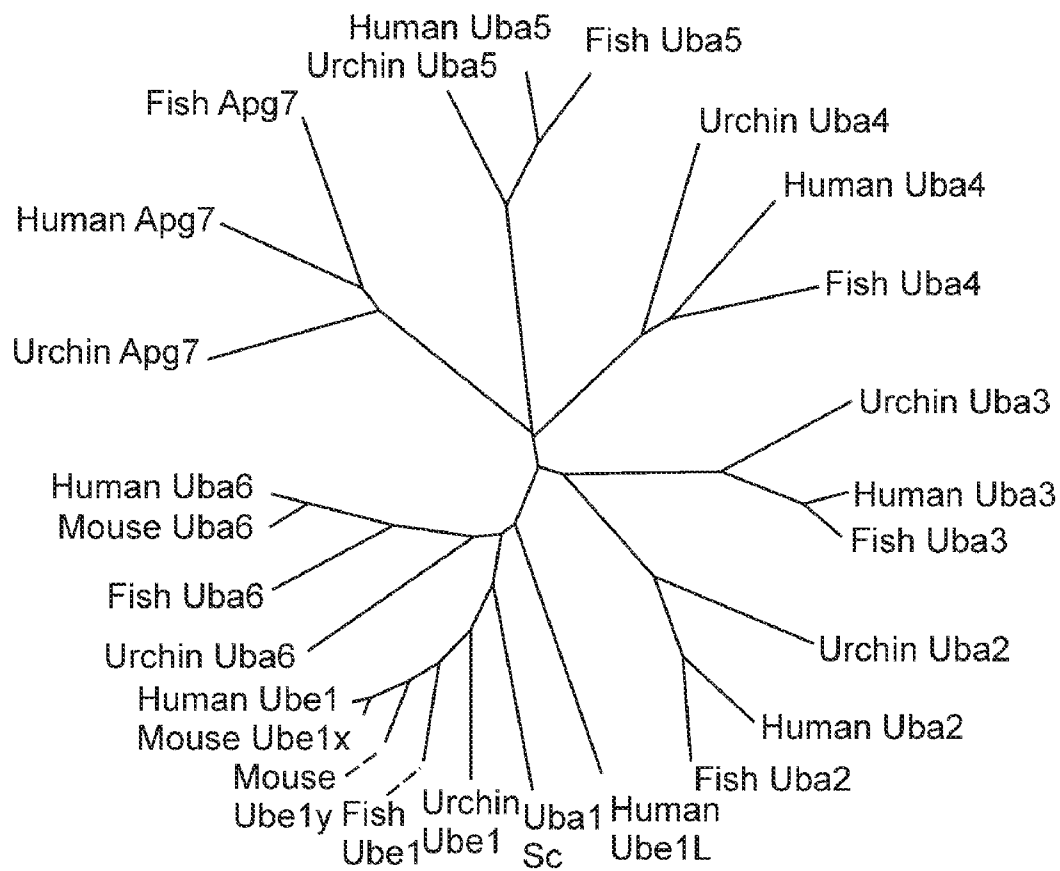 Human Uba5
Fish Uba5
Urchin Uba5
Fish Apg7
Urchin Uba4
Human Uba4
Human Apg7
Fish Uba4
Urchin Apg7
Urchin Uba3
Human Uba6
Human Uba3
Mouse Uba6
Fish Uba3
Fish Uba6
Urchin Uba6
Urchin Uba2
Human Ube1
Human Uba2
Mouse Ube1x
Fish Uba2
Mouse
Ube1y
Fish
Ube1
Urchin
Ube1
Uba1
Sc
Human
Ube1L